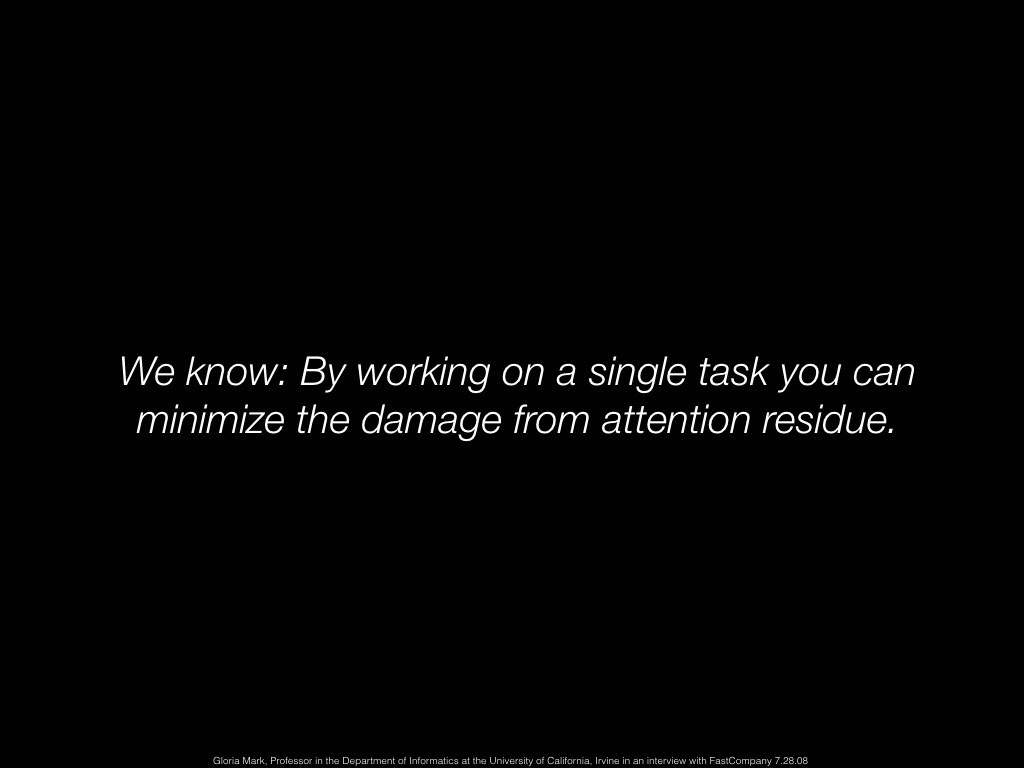 We know: By working on a single task you can
minimize the damage from attention residue.
Gloria Mark, Professor in the Department of Informatics at the University of California, Irvine in an interview with FastCompany 7.28.08